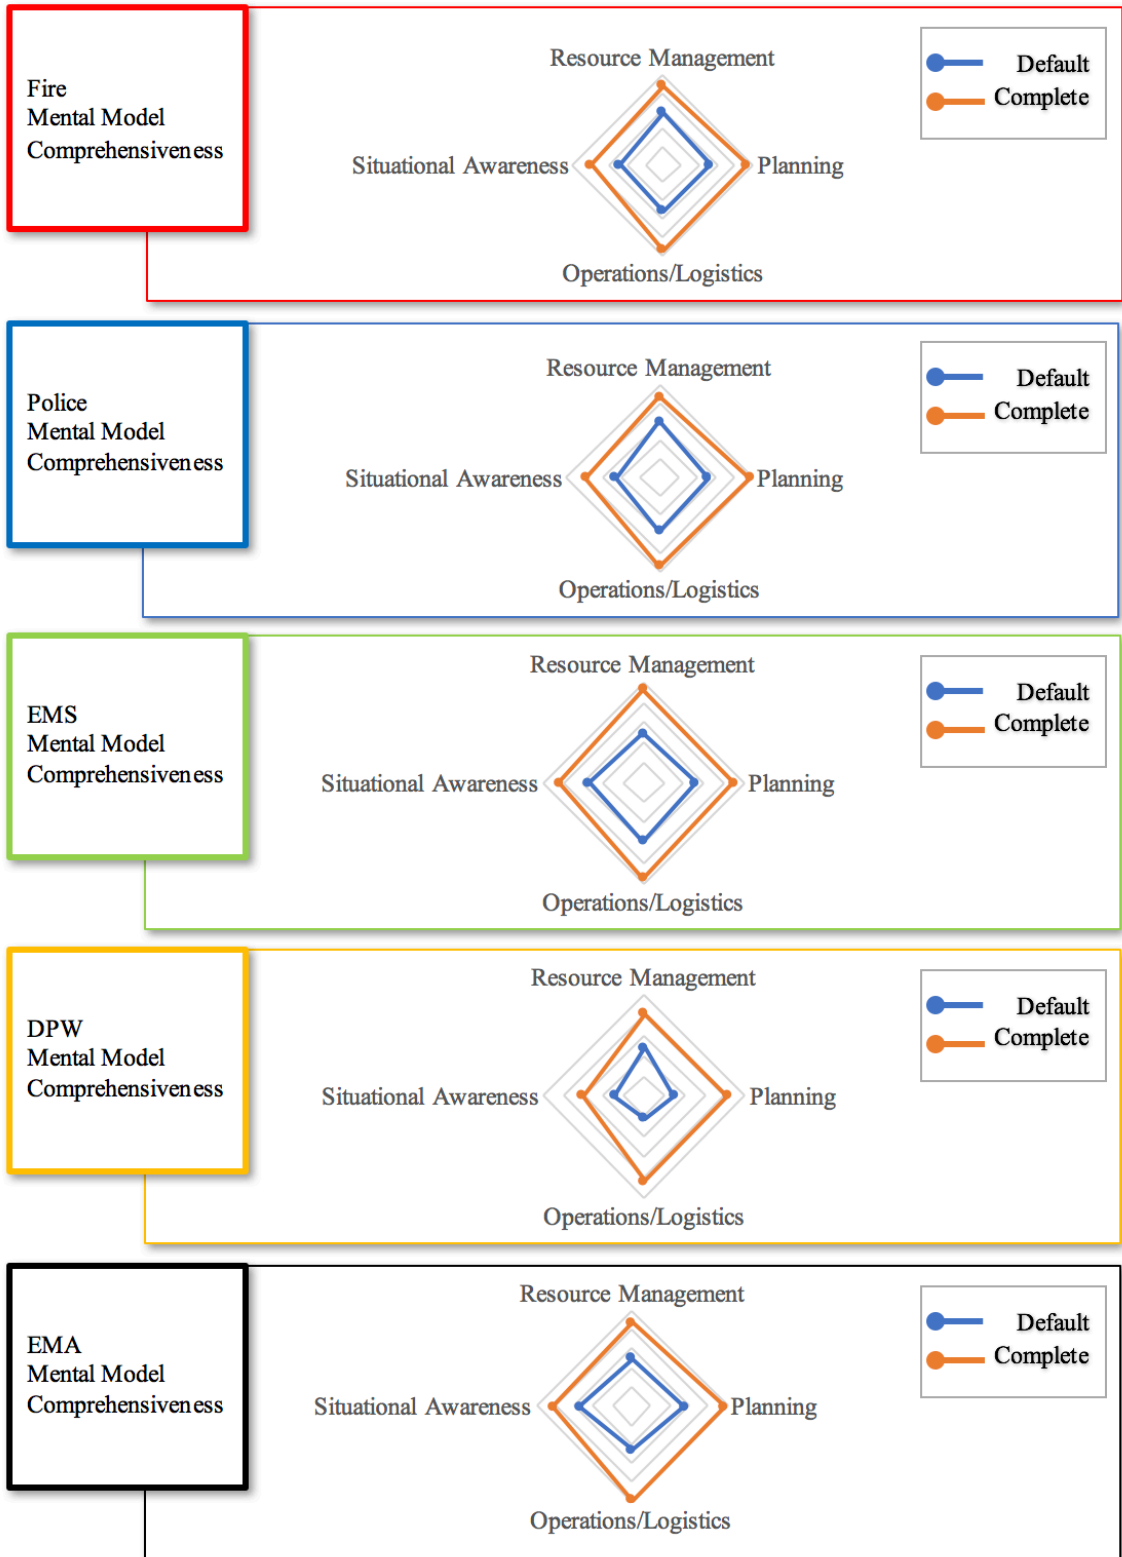 Fire
Mental Model
Comprehensiveness
Resource Management
Situational Awareness
Planning
Operations/Logistics
Default
Complete
Police
Mental Model
Comprehensiveness
Resource Management
Situational Awareness
Planning
Operations/Logistics
Default
Complete
EMS
Mental Model
Comprehensiveness
Resource Management
Situational Awareness
Planning
Operations/Logistics
Default
Complete
DPW
Mental Model
Comprehensiveness
Resource Management
Situational Awareness
Planning
Operations/Logistics
Default
Complete
EMA
Mental Model
Comprehensiveness
Resource Management
Situational Awareness
Planning
Operations/Logistics
Default
Complete